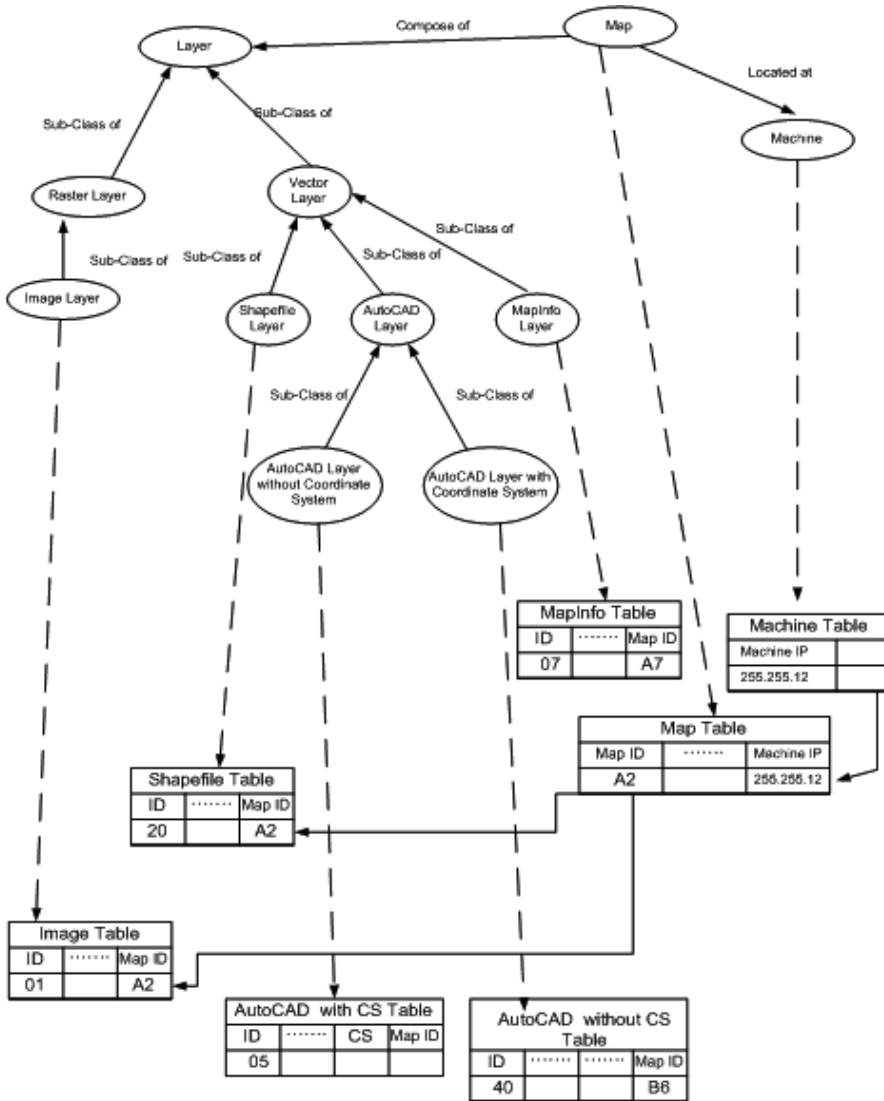 Compose of
Map
Layer
Located at
Sub-Class of
Sub-Class of
Machine
Raster Layer
Vector
Layer
Sub-Class of
Sub-Class of
Sub-Class of
Sub-Class of
Image Layer
Shapefile
Layer
AutoCAD
Layer
MapInfo
Layer
Sub-Class of
Sub-Class of
AutoCAD Layer
without Coordinate
System
AutoCAD Layer with
Coordinate System
MapInfo Table
ID ....... Map ID
07 A7
Machine Table
Machine IP
255.255.12
Map Table
Map ID ....... Machine IP
A2 255.255.12
Shapefile Table
ID ....... Map ID
20 A2
Image Table
ID ....... Map ID
01 A2
AutoCAD with CS Table
ID ....... CS Map ID
05
AutoCAD without CS
Table
ID ....... ....... Map ID
40 B6